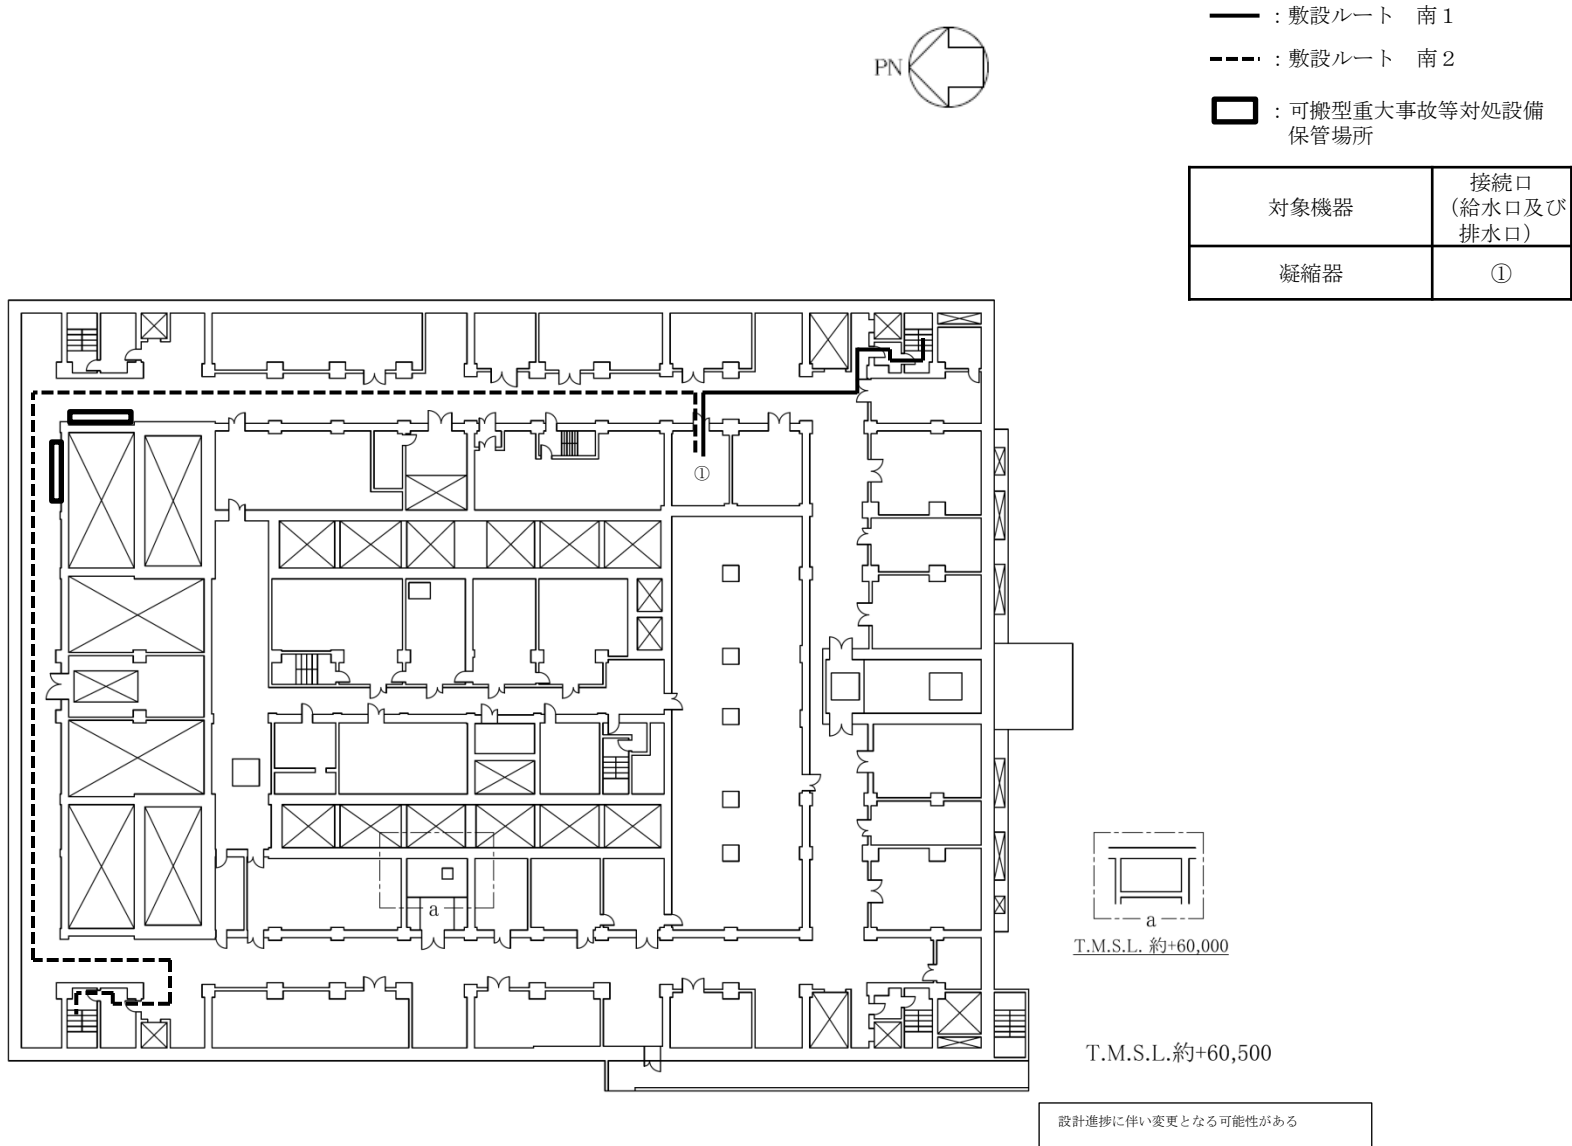 ：敷設ルート　南１
PN
：敷設ルート　南２
：可搬型重大事故等対処設備
保管場所
対象機器
接続口
（給水口及び
排水口）
凝縮器
①
①
a
a
T.M.S.L. 約+60,000
T.M.S.L.約+60,500
設計進捗に伴い変更となる可能性がある